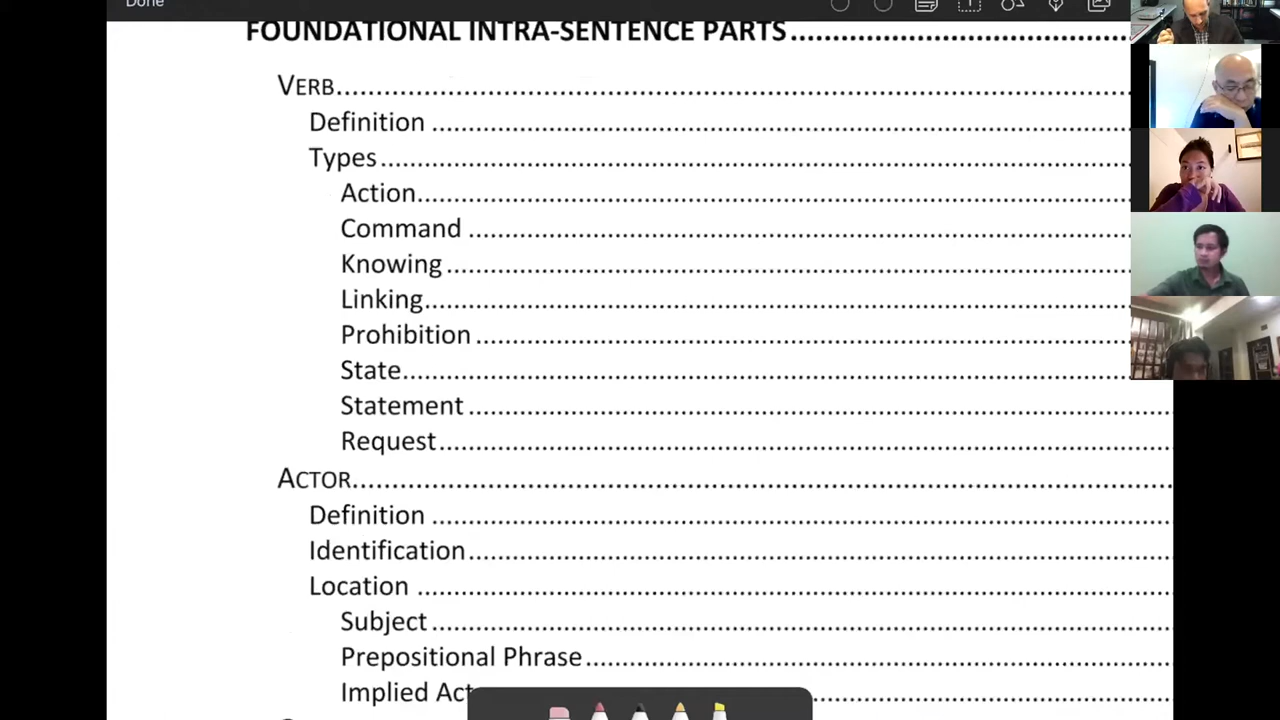 Done
FOUNDATIONAL INTRA-SENTENCE PARTS
VERB
Definition
Types
Action
Command
Knowing
Linking
Prohibition
State
Statement
Request
ACTOR
Definition
Identification
Location
Subject
Prepositional Phrase
Implied